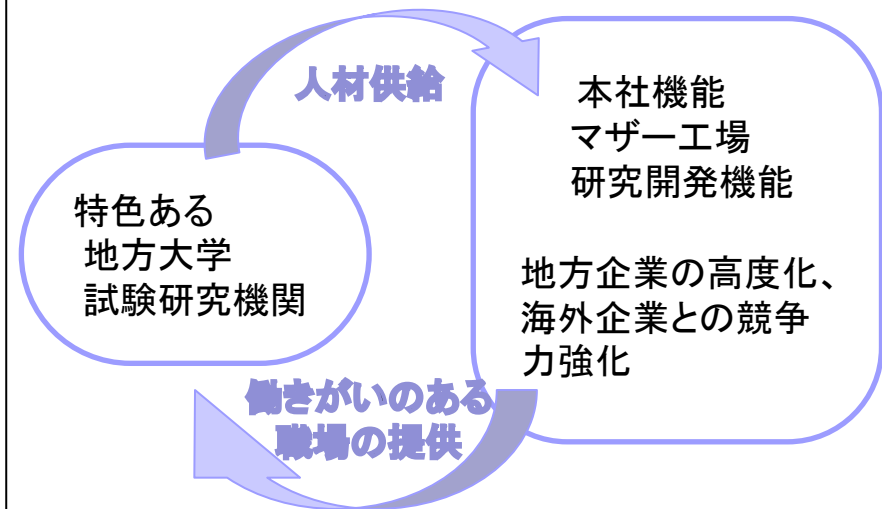 人材供給
本社機能
マザー工場
研究開発機能
特色ある
地方大学
試験研究機関
地方企業の高度化、
海外企業との競争
力強化
働きがいのある
職場の提供